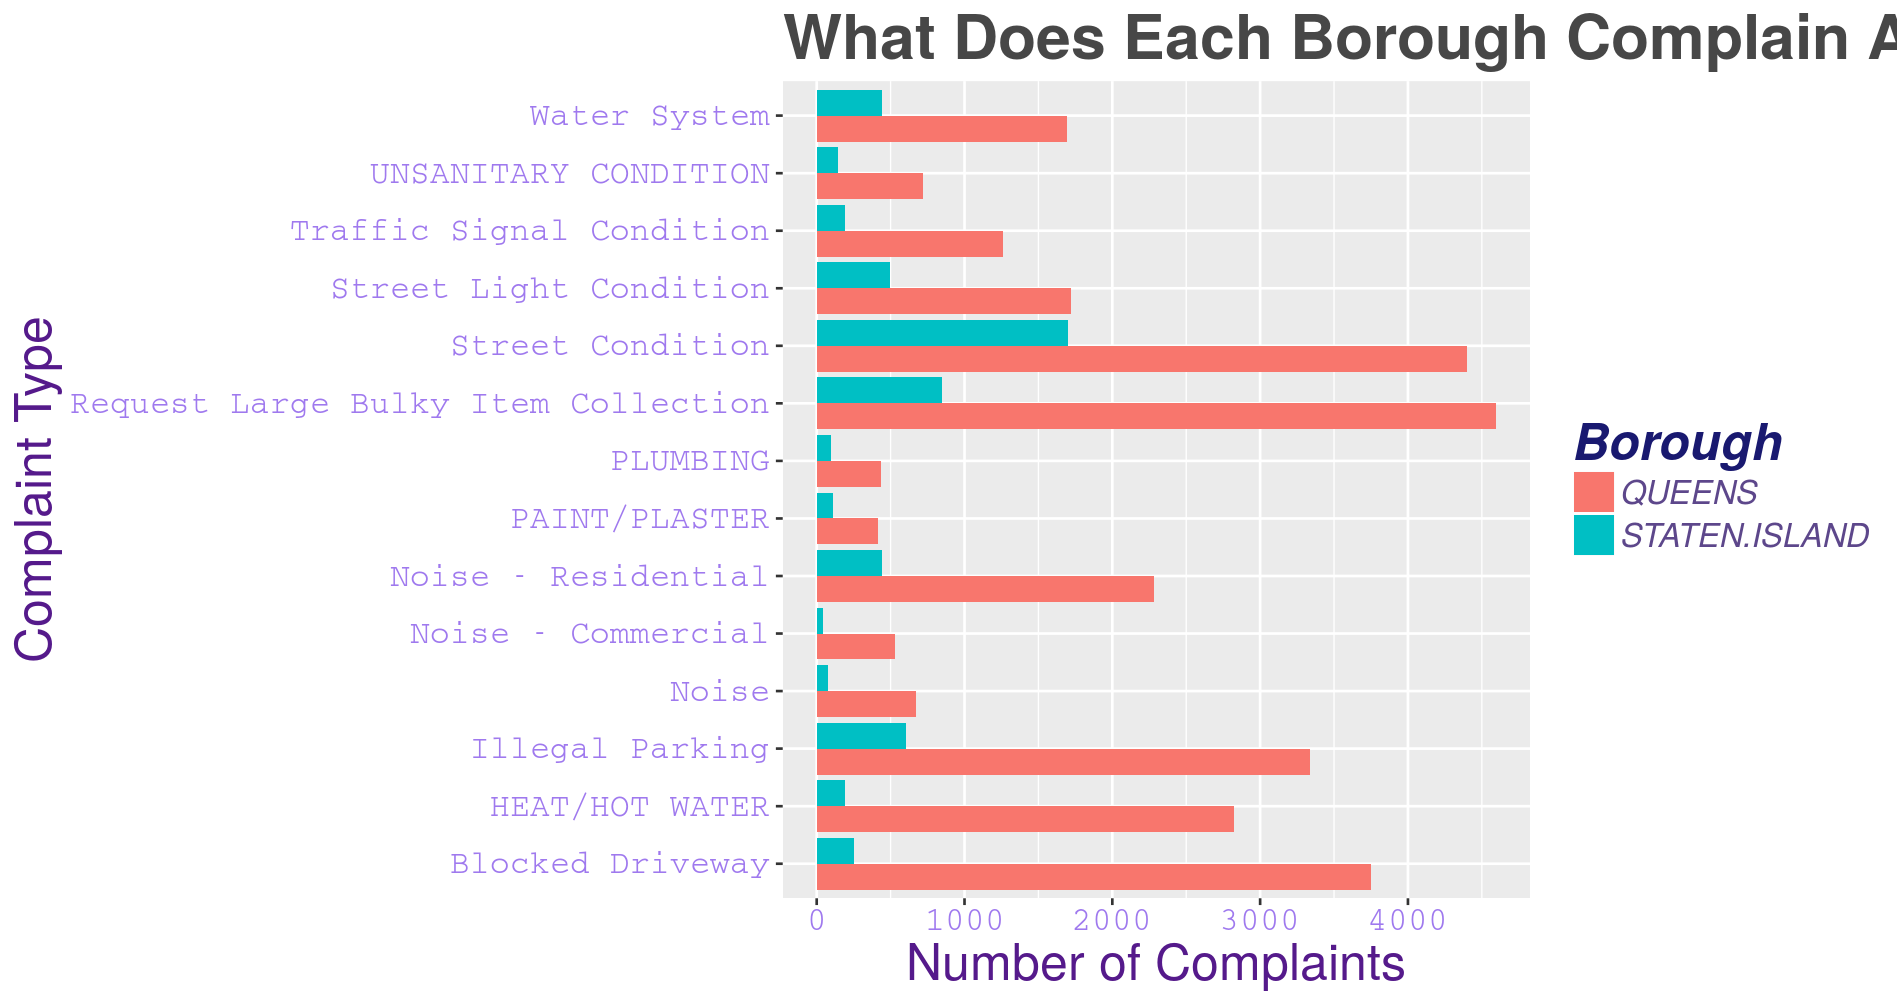 What Does Each Borough Complain A
Water System
UNSANITARY CONDITION
Traffic Signal Condition
Street Light Condition
Street Condition
Request Large Bulky Item Collection
PLUMBING
PAINT/PLASTER
Noise - Residential
Noise - Commercial
Noise
Illegal Parking
HEAT/HOT WATER
Blocked Driveway
Complaint Type
0 1000 2000 3000 4000
Number of Complaints
Borough
QUEENS
STATEN.ISLAND